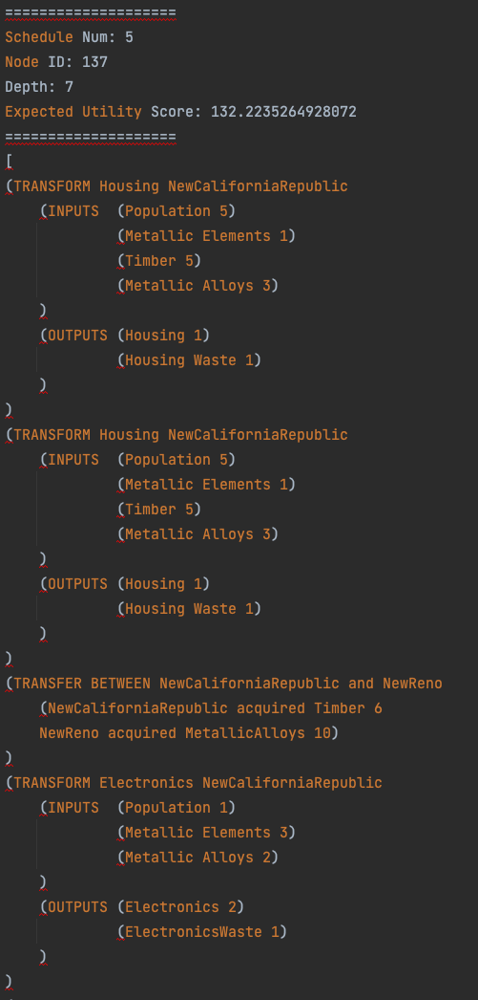 ====================
Schedule Num: 5
Node ID: 137
Depth: 7
Expected Utility Score: 132.2235264928072
====================
[
(TRANSFORM Housing NewCaliforniaRepublic
    (INPUTS  (Population 5)
             (Metallic Elements 1)
             (Timber 5)
             (Metallic Alloys 3)
    )
    (OUTPUTS (Housing 1)
             (Housing Waste 1)
    )
)
(TRANSFORM Housing NewCaliforniaRepublic
    (INPUTS  (Population 5)
             (Metallic Elements 1)
             (Timber 5)
             (Metallic Alloys 3)
    )
    (OUTPUTS (Housing 1)
             (Housing Waste 1)
    )
)
(TRANSFER BETWEEN NewCaliforniaRepublic and NewReno
    (NewCaliforniaRepublic acquired Timber 6
    NewReno acquired MetallicAlloys 10)
)
(TRANSFORM Electronics NewCaliforniaRepublic
    (INPUTS  (Population 1)
             (Metallic Elements 3)
             (Metallic Alloys 2)
    )
    (OUTPUTS (Electronics 2)
             (ElectronicsWaste 1)
    )
)